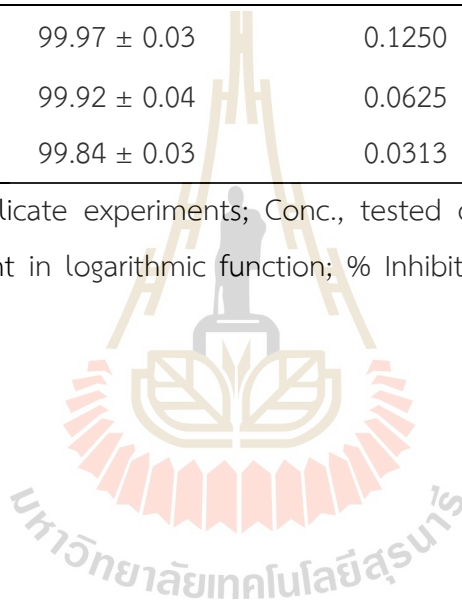 99.97 ± 0.03 0.1250
99.92 ± 0.04 0.0625
99.84 ± 0.03 0.0313
licate experiments; Conc., tested
nt in logarithmic function; % Inhibit
มหาวิทยาลัยเทคโนโลยีสุรนารี